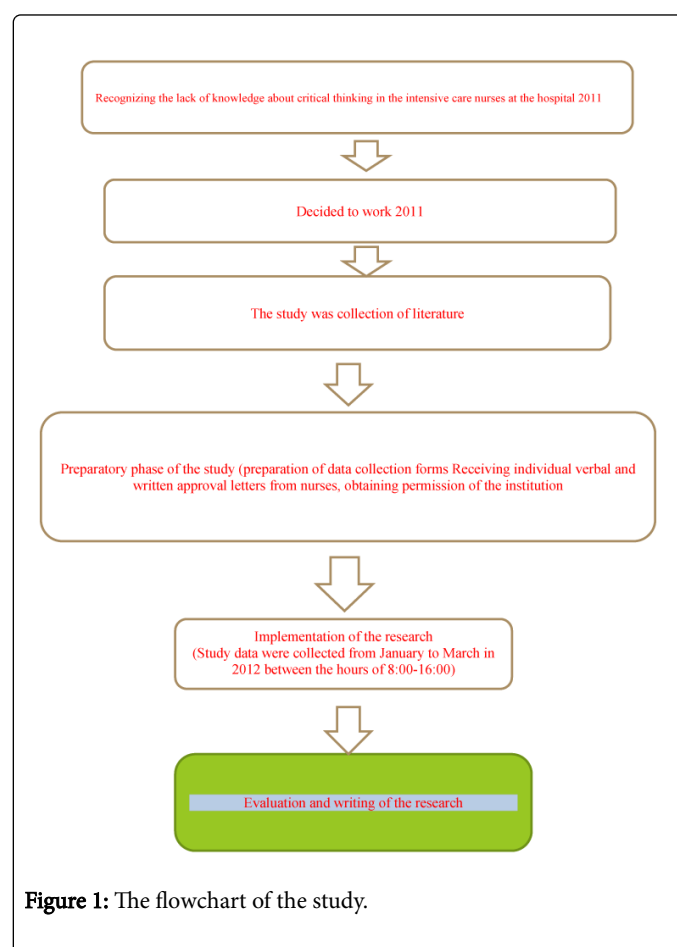 Recognizing the lack of knowledge about critical thinking in the intensive care nurses at the hospital 2011
Decided to work 2011
The study was collection of literature
Preparatory phase of the study (preparation of data collection forms Receiving individual verbal and
written approval letters from nurses, obtaining permission of the institution
Implementation of the research
(Study data were collected from January to March in
2012 between the hours of 8:00-16:00)
Evaluation and writing of the research
Figure 1: The flowchart of the study.